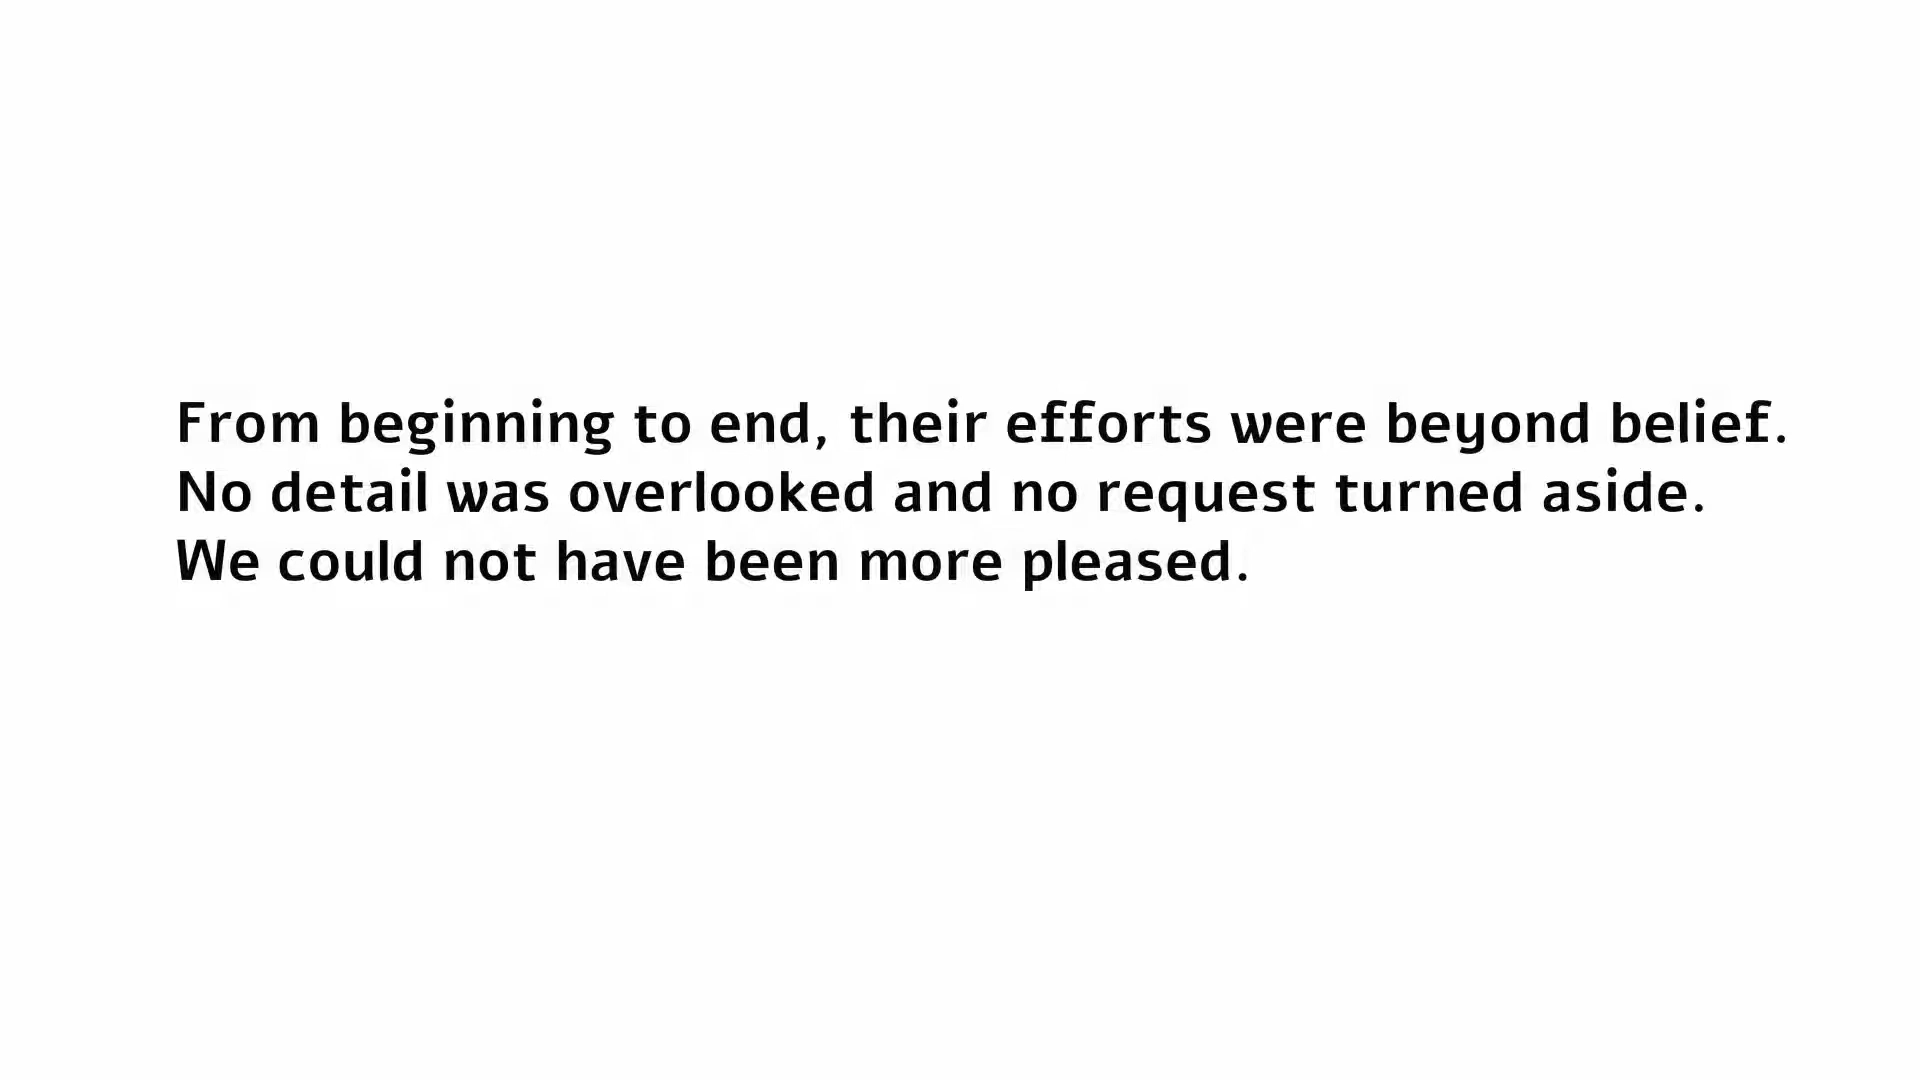 From beginning to end, their efforts were beyond belief.
No detail was overlooked and no request turned aside.
We could not have been more pleased.